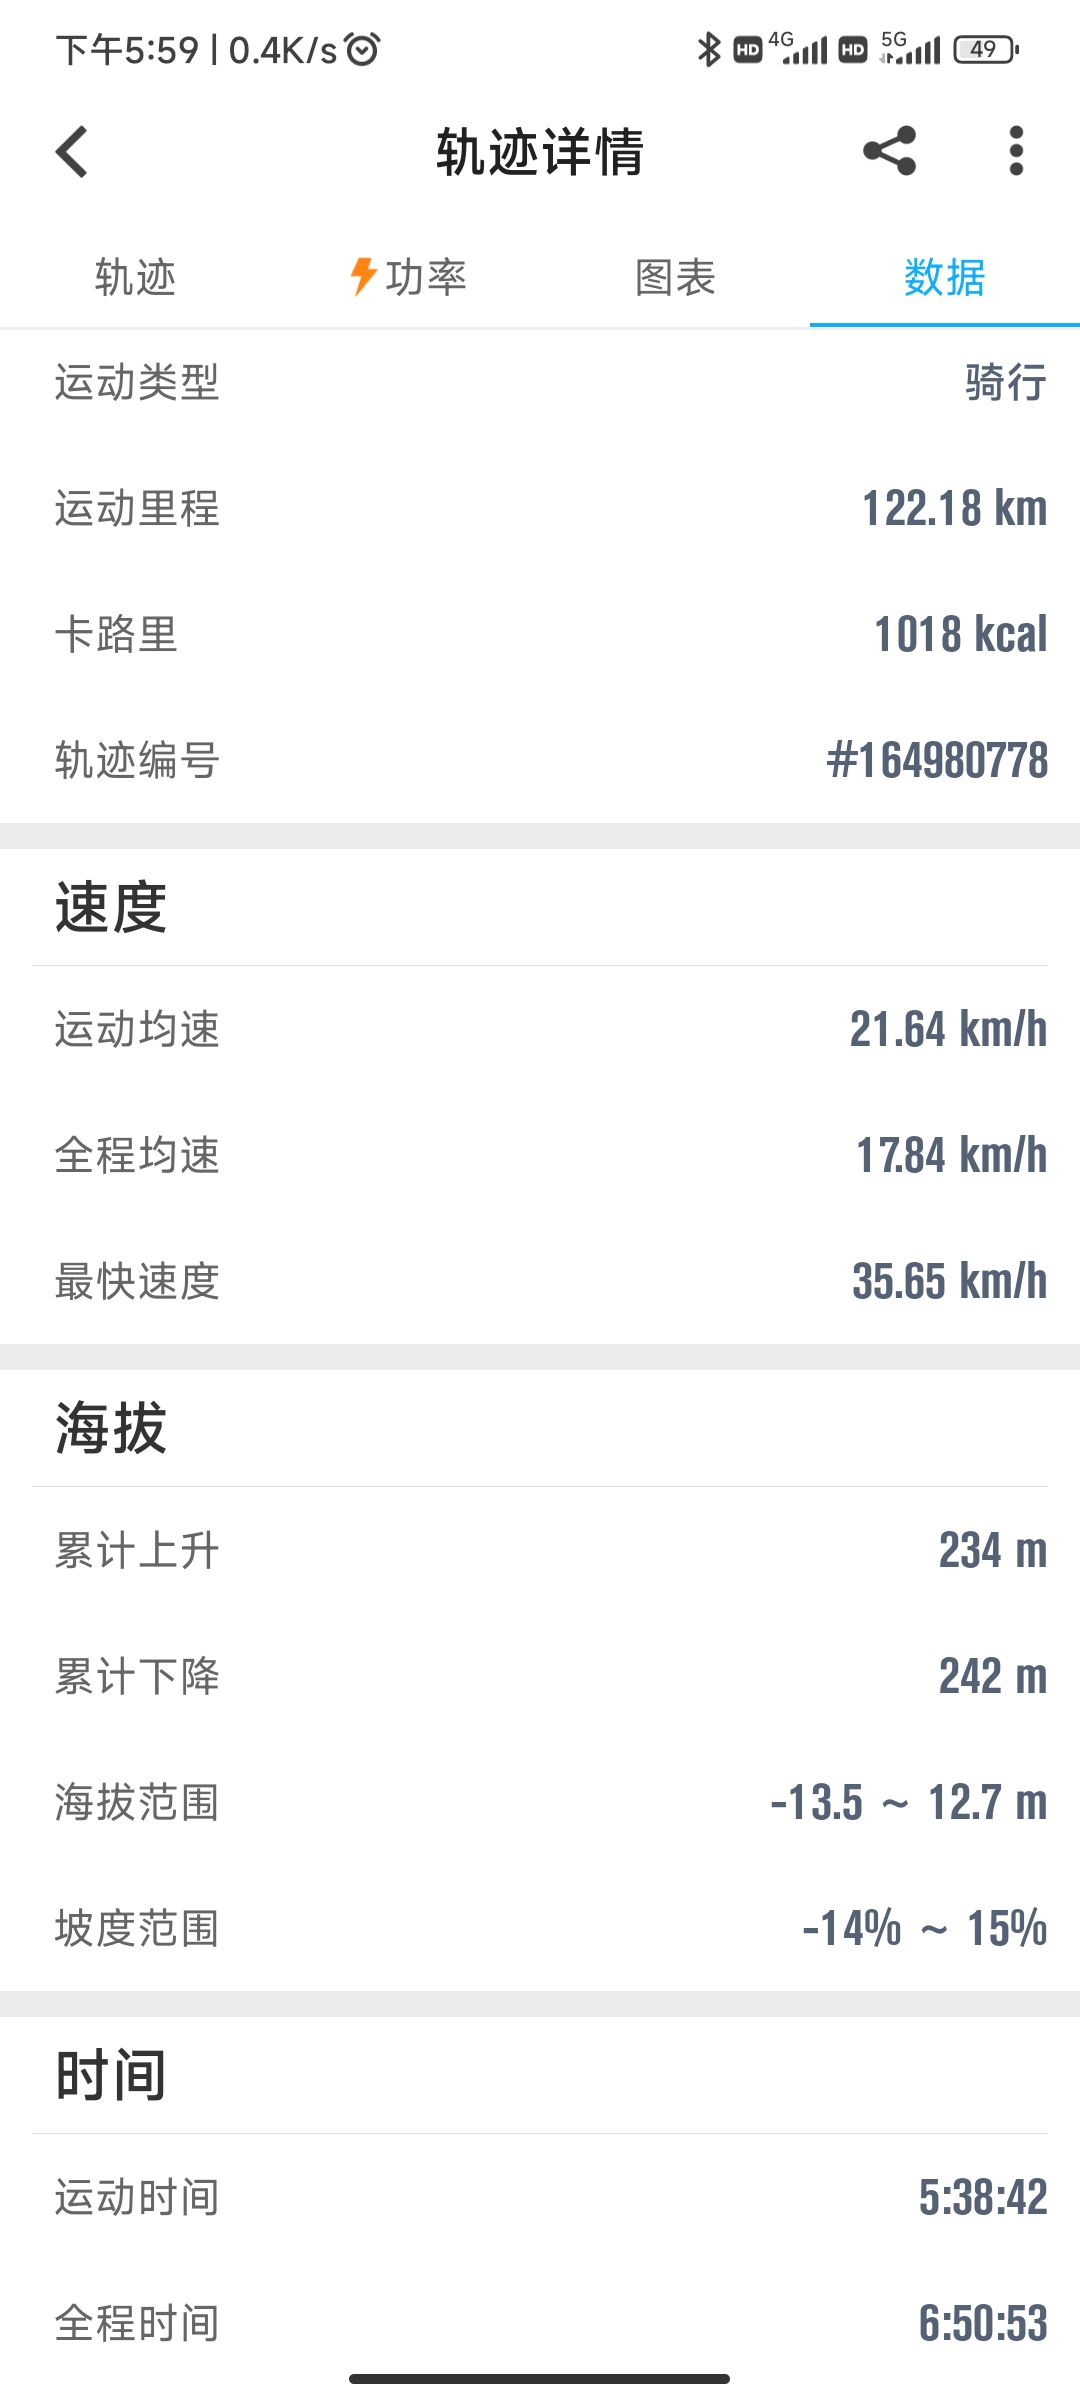 下午5:59 | 0.4K/s HD 4G HD 5G 49
轨迹详情
轨迹 功率 图表 数据
运动类型 骑行
运动里程 122.18 km
卡路里 1018 kcal
轨迹编号 #164980778
速度
运动均速 21.64 km/h
全程均速 17.84 km/h
最快速度 35.65 km/h
海拔
累计上升 234 m
累计下降 242 m
海拔范围 -13.5 ~ 12.7 m
坡度范围 -14% ~ 15%
时间
运动时间 5:38:42
全程时间 6:50:53